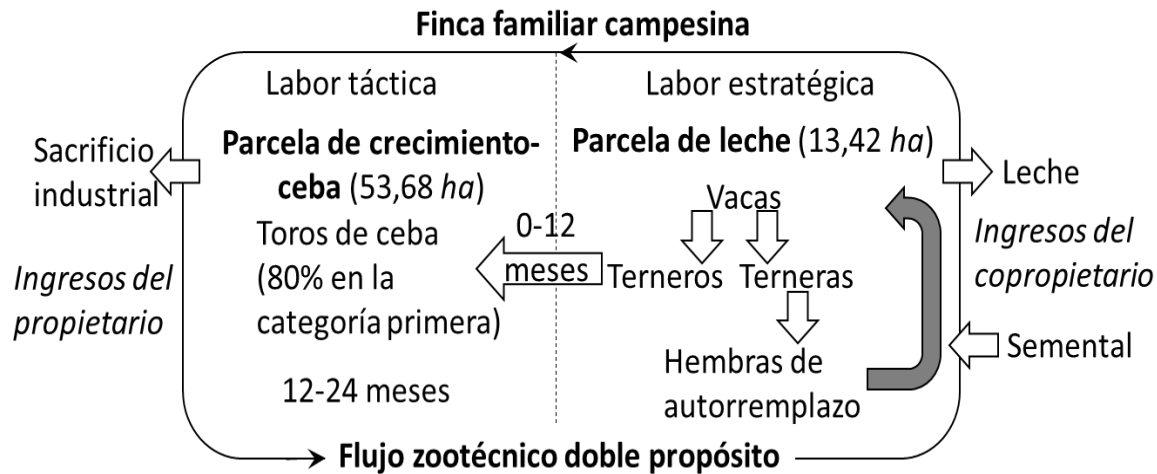 Finca familiar campesina
Labor táctica
Labor estratégica
Sacrificio
industrial
Parcela de crecimiento-
ceba (53,68 ha)
Parcela de leche (13,42 ha)
Leche
Vacas
0-12
meses
Toros de ceba
(80% en la
categoría primera)
Terneros
Terneras
Ingresos del
propietario
Ingresos del
copropietario
Semental
Hembras de
autorremplazo
12-24 meses
Flujo zootécnico doble propósito